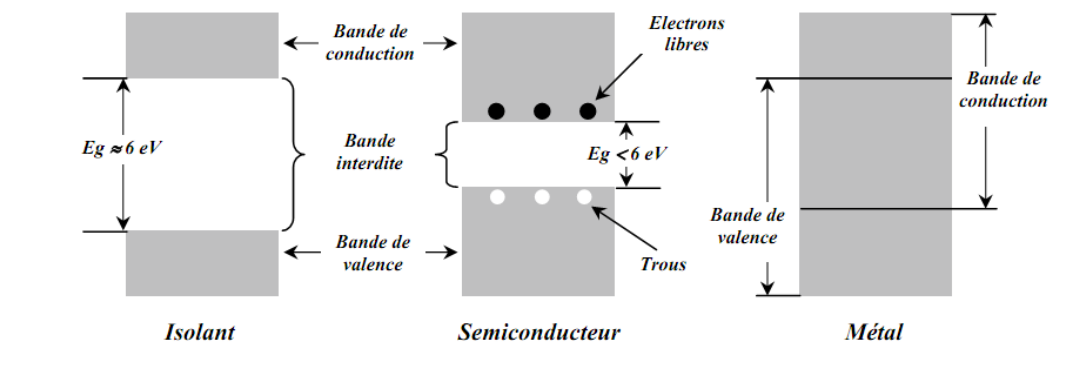 Bande de
conduction
Electrons
libres
Bande de
conduction
Eg ≈6 eV
Bande
interdite
Eg <6 eV
Bande de
valence
Bande de
valence
Trous
Isolant
Semiconducteur
Métal